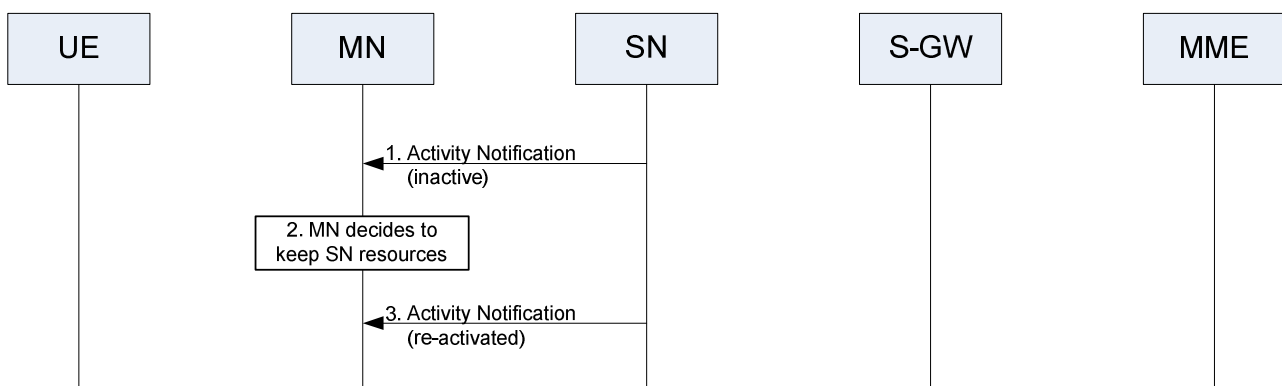 UE
MN
SN
S-GW
MME
1. Activity Notification
(inactive)
2. MN decides to
keep SN resources
3. Activity Notification
(re-activated)